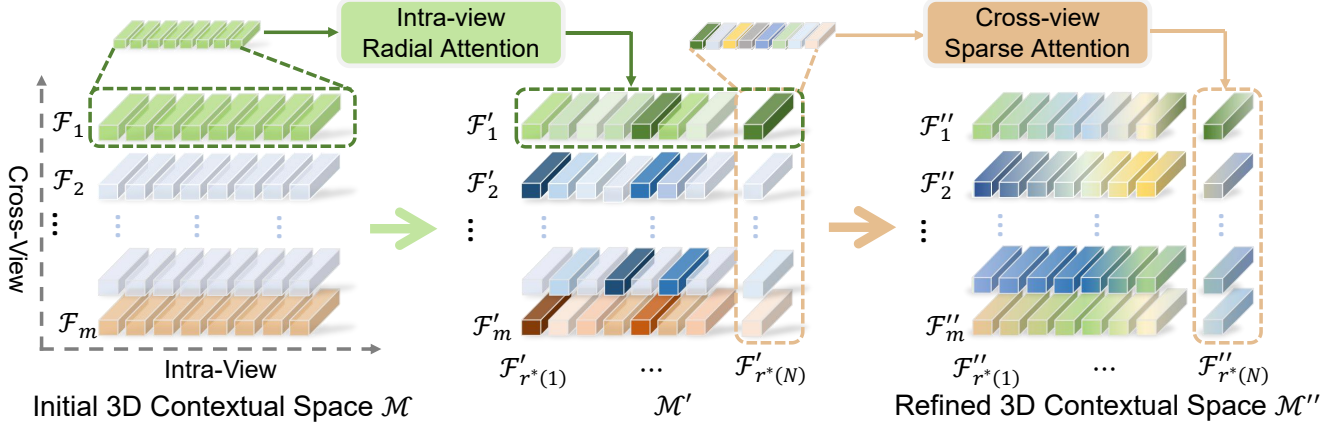 Intra-view
Radial Attention
Cross-view
Sparse Attention
Cross-View
ℱ₁
ℱ₂
⋯
ℱₘ
Intra-View
Initial 3D Contextual Space ℳ
ℱ′₁
ℱ′₂
⋯
ℱ′ₘ
ℱ′ᵣ*₍₁₎ ⋯ ℱ′ᵣ*₍N₎
ℳ′
ℱ″₁
ℱ″₂
⋯
ℱ″ₘ
ℱ″ᵣ*₍₁₎ ⋯ ℱ″ᵣ*₍N₎
Refined 3D Contextual Space ℳ″